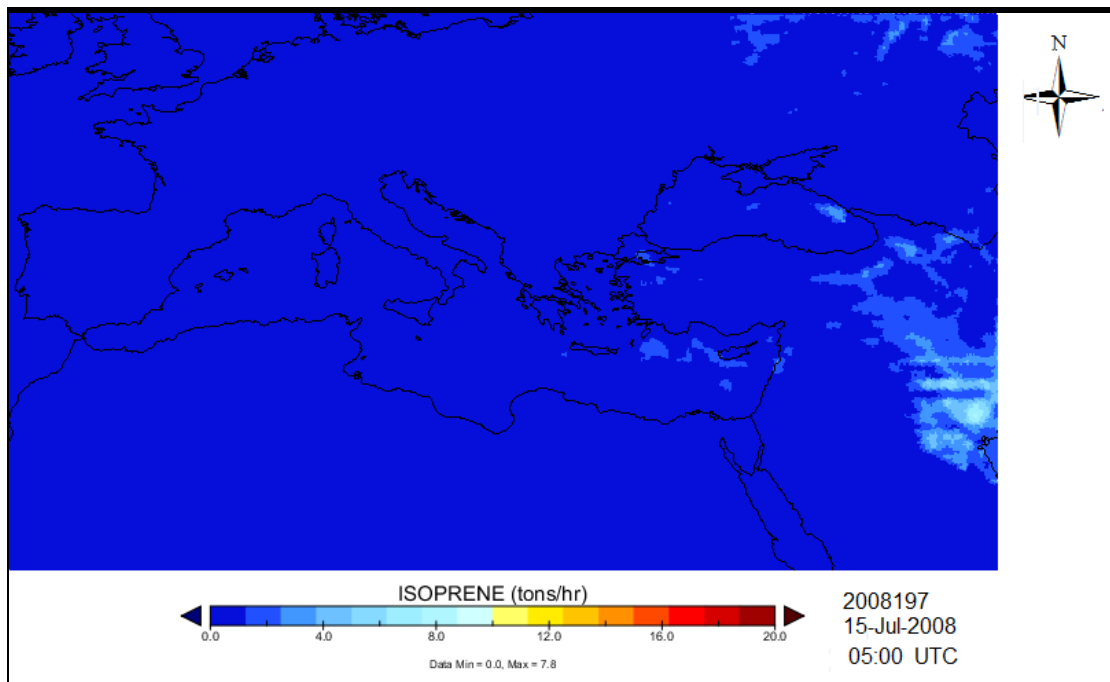 N
ISOPRENE (tons/hr)
0.0 4.0 8.0 12.0 16.0 20.0
Data Min = 0.0, Max = 7.8
2008197
15-Jul-2008
05:00 UTC